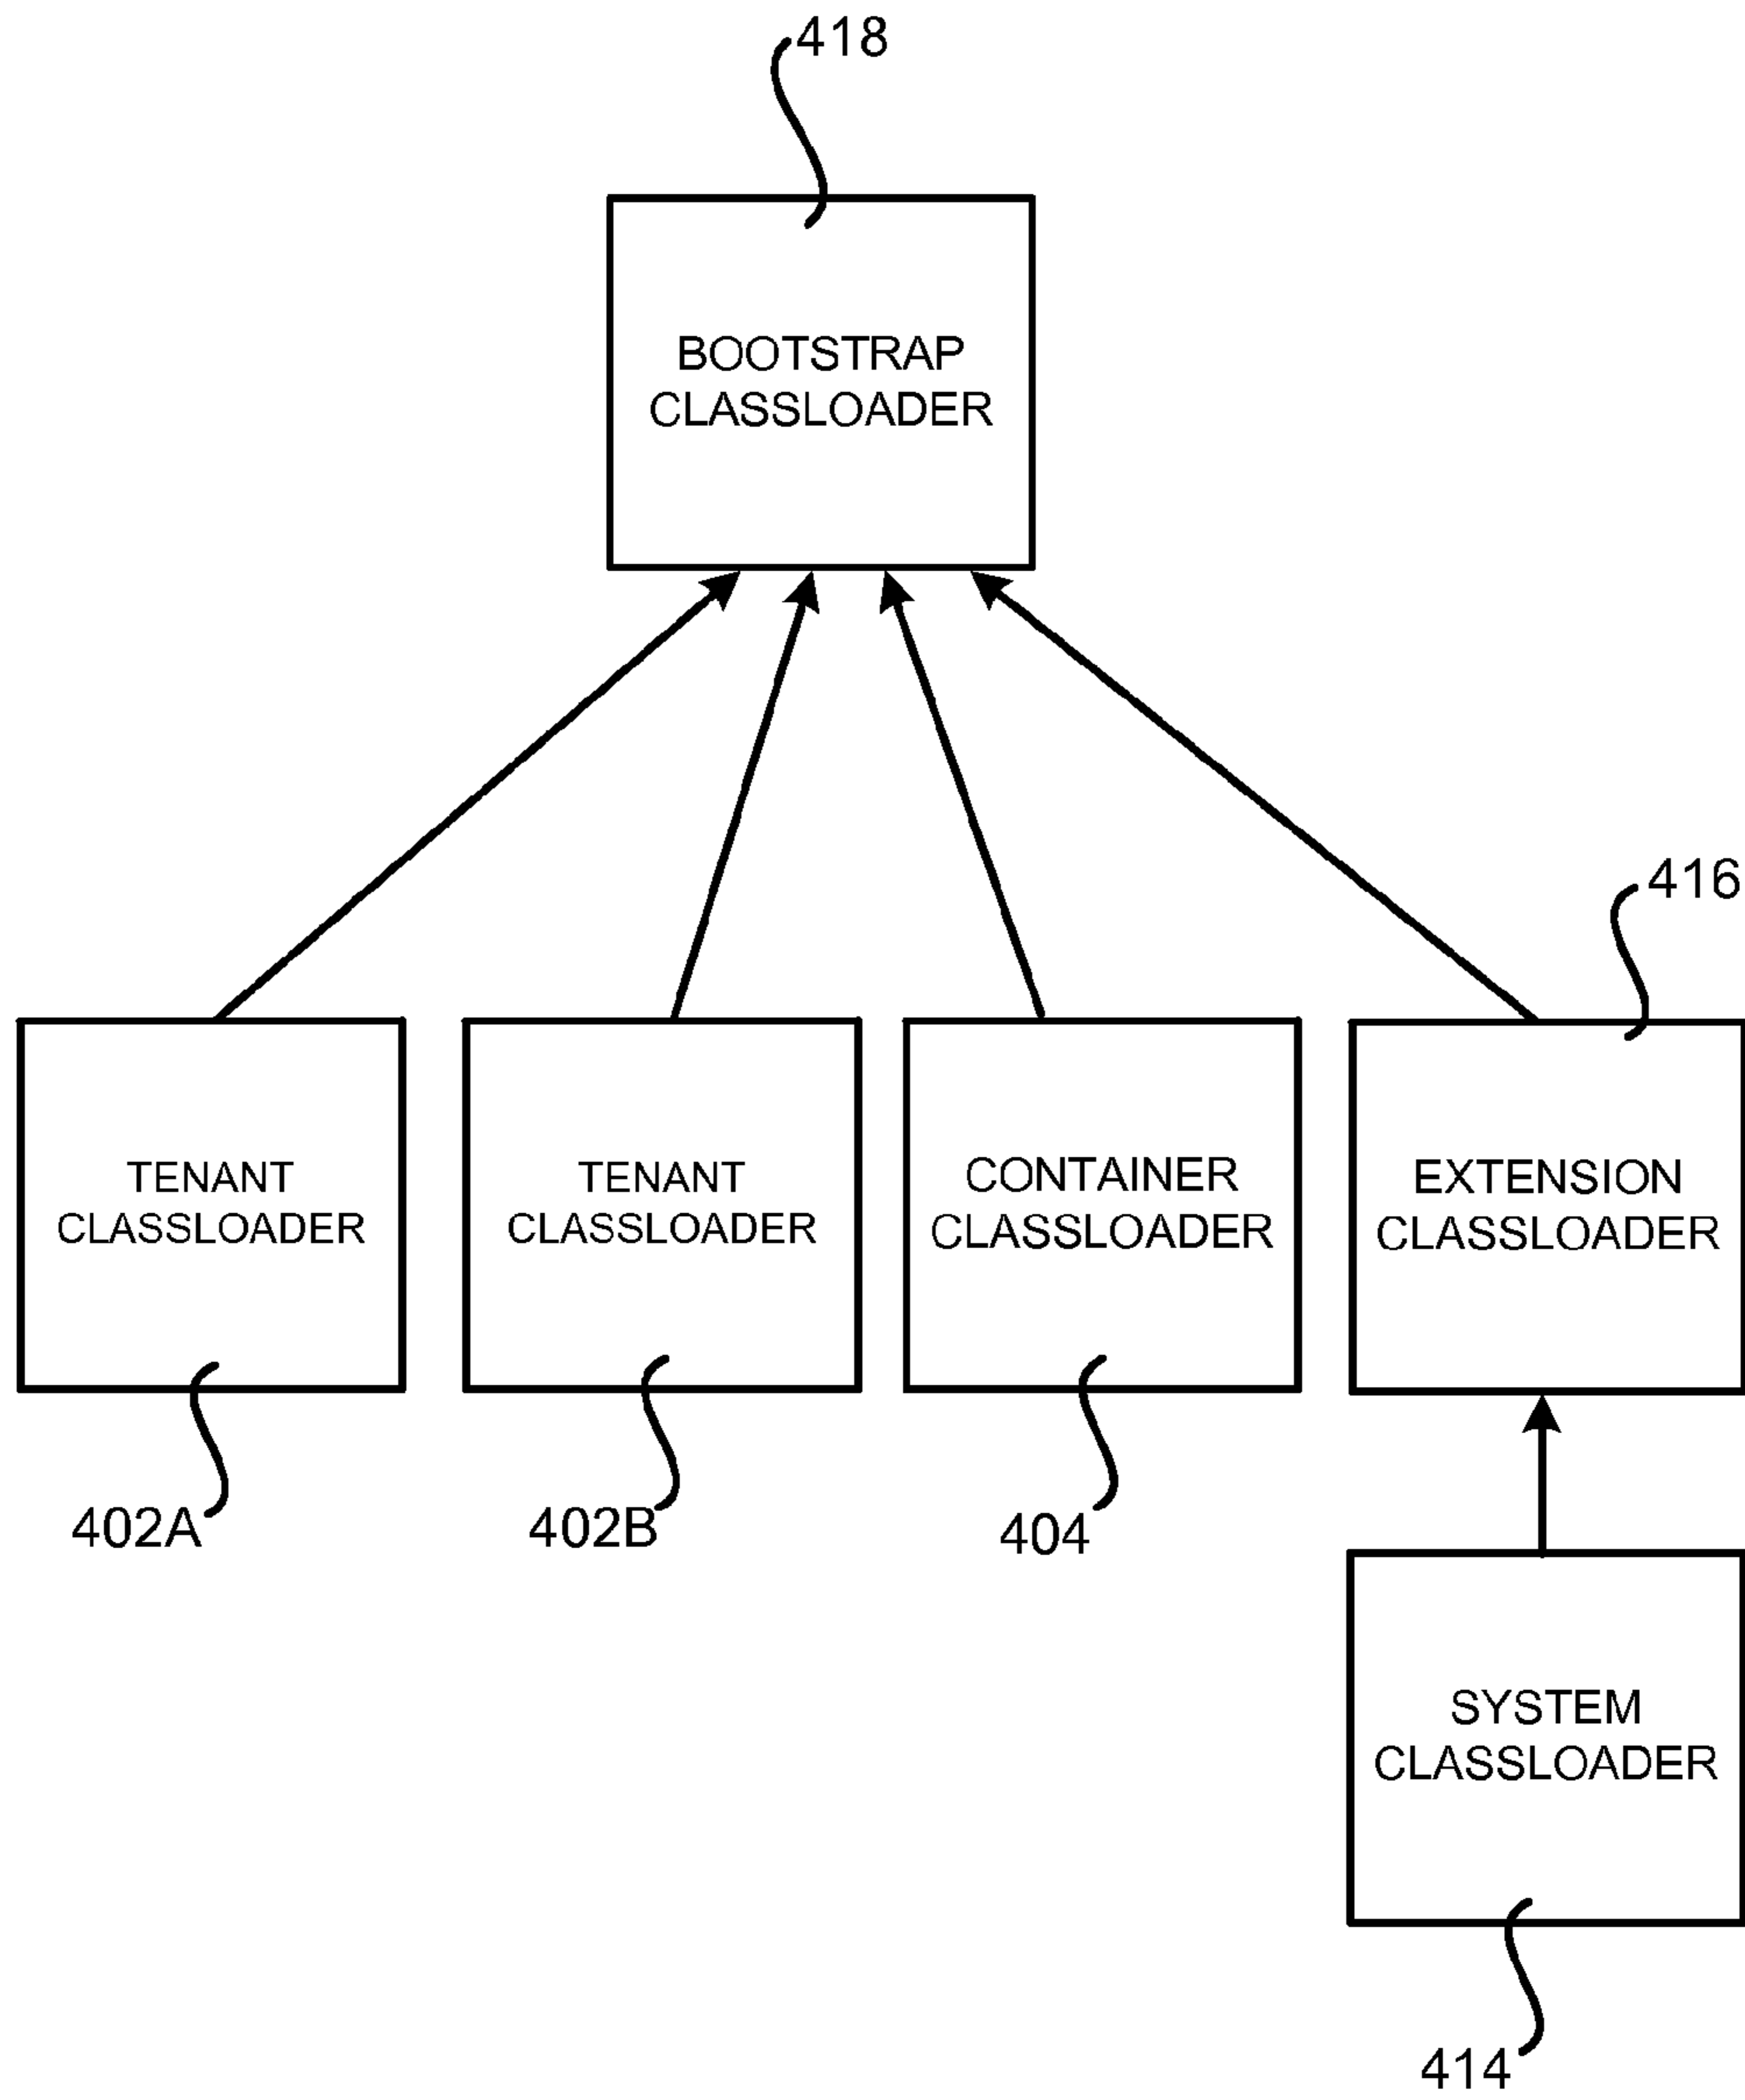 418
BOOTSTRAP
CLASSLOADER
416
TENANT
CLASSLOADER
TENANT
CLASSLOADER
CONTAINER
CLASSLOADER
EXTENSION
CLASSLOADER
402A
402B
404
SYSTEM
CLASSLOADER
414